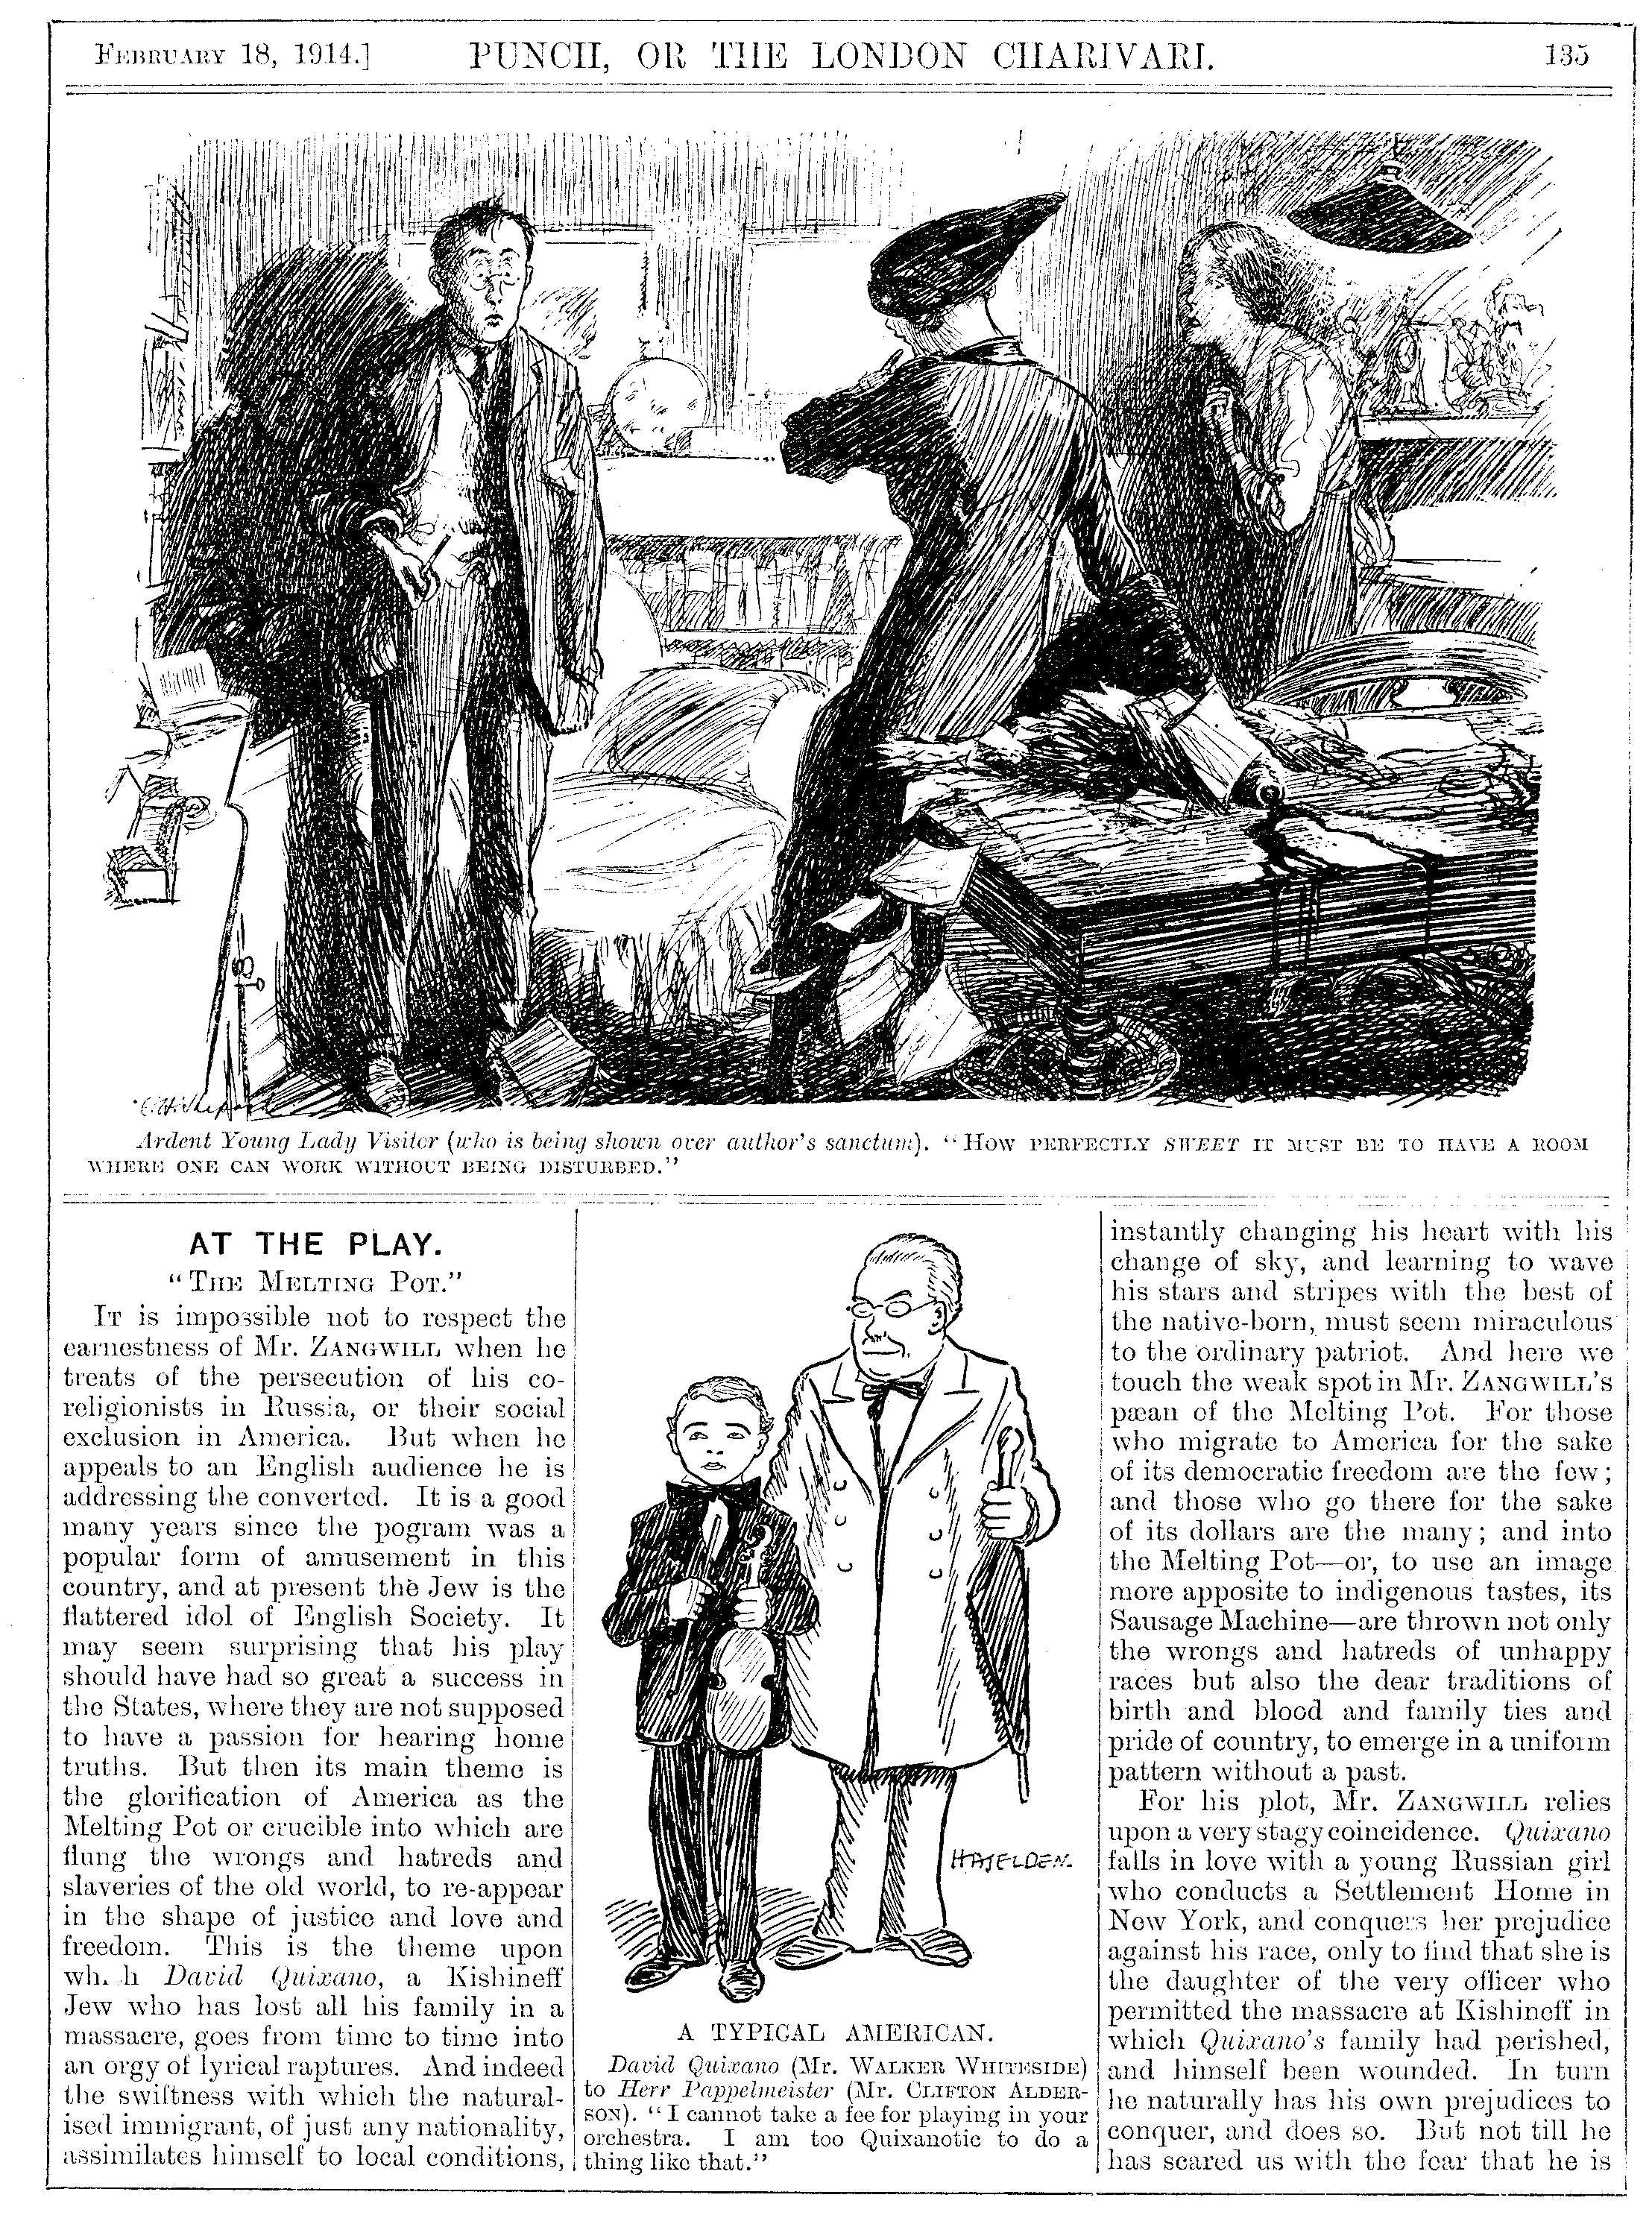 FEBRUARY 18, 1914.] PUNCH, OR THE LONDON CHARIVARI. 135
Ardent Young Lady Visitor (who is being shown over author's sanctum). "HOW PERFECTLY SWEET IT MUST BE TO HAVE A ROOM
WHERE ONE CAN WORK WITHOUT BEING DISTURBED."
AT THE PLAY.
"THE MELTING POT."
IT is impossible not to respect the
earnestness of Mr. ZANGWILL when he
treats of the persecution of his co-
religionists in Russia, or their social
exclusion in America. But when he
appeals to an English audience he is
addressing the converted. It is a good
many years since the pogram was a
popular form of amusement in this
country, and at present the Jew is the
flattered idol of English Society. It
may seem surprising that his play
should have had so great a success in
the States, where they are not supposed
to have a passion for hearing home
truths. But then its main theme is
the glorification of America as the
Melting Pot or crucible into which are
flung the wrongs and hatreds and
slaveries of the old world, to re-appear
in the shape of justice and love and
freedom. This is the theme upon
wh. h David Quixano, a Kishineff
Jew who has lost all his family in a
massacre, goes from time to time into
an orgy of lyrical raptures. And indeed
the swiftness with which the natural-
ised immigrant, of just any nationality,
assimilates himself to local conditions,
HASELDEN.
A TYPICAL AMERICAN.
David Quixano (Mr. WALKER WHITESIDE)
to Herr Pappelmeister (Mr. CLIFTON ALDER-
SON). "I cannot take a fee for playing in your
orchestra. I am too Quixanotic to do a
thing like that."
instantly changing his heart with his
change of sky, and learning to wave
his stars and stripes with the best of
the native-born, must seem miraculous
to the ordinary patriot. And here we
touch the weak spot in Mr. ZANGWILL'S
pæan of the Melting Pot. For those
who migrate to America for the sake
of its democratic freedom are the few;
and those who go there for the sake
of its dollars are the many; and into
the Melting Pot—or, to use an image
more apposite to indigenous tastes, its
Sausage Machine—are thrown not only
the wrongs and hatreds of unhappy
races but also the dear traditions of
birth and blood and family ties and
pride of country, to emerge in a uniform
pattern without a past.
For his plot, Mr. ZANGWILL relies
upon a very stagy coincidence. Quixano
falls in love with a young Russian girl
who conducts a Settlement Home in
New York, and conquers her prejudice
against his race, only to find that she is
the daughter of the very officer who
permitted the massacre at Kishineff in
which Quixano's family had perished,
and himself been wounded. In turn
he naturally has his own prejudices to
conquer, and does so. But not till he
has scared us with the fear that he is